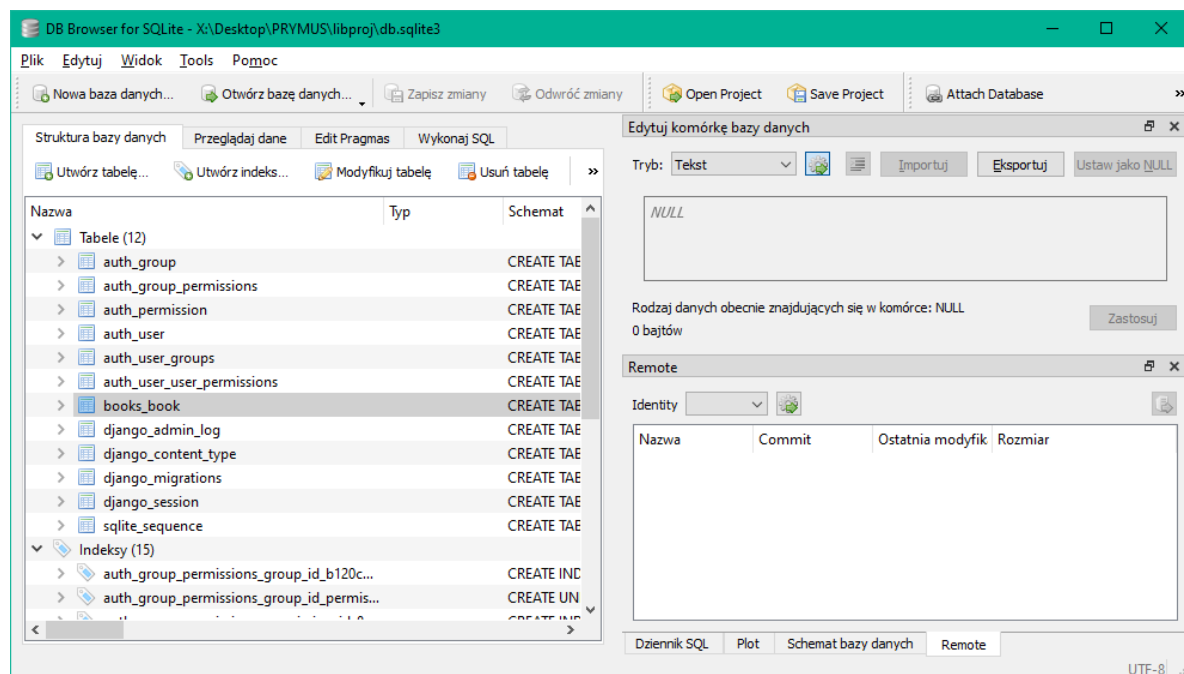 DB Browser for SQLite - X:\Desktop\PRYMUS\libproj\db.sqlite3
Plik Edytuj Widok Tools Pomoc
Nowa baza danych... Otwórz bazę danych... Zapisz zmiany Odwróć zmiany Open Project Save Project Attach Database »
Struktura bazy danych Przeglądaj dane Edit Pragmas Wykonaj SQL
Utwórz tabelę... Utwórz indeks... Modyfikuj tabelę Usuń tabelę »
Nazwa Typ Schemat
Tabele (12)
auth_group CREATE TAE
auth_group_permissions CREATE TAE
auth_permission CREATE TAE
auth_user CREATE TAE
auth_user_groups CREATE TAE
auth_user_user_permissions CREATE TAE
books_book CREATE TAE
django_admin_log CREATE TAE
django_content_type CREATE TAE
django_migrations CREATE TAE
django_session CREATE TAE
sqlite_sequence CREATE TAE
Indeksy (15)
auth_group_permissions_group_id_b120c... CREATE IND
auth_group_permissions_group_id_permis... CREATE UN
Edytuj komórkę bazy danych
Tryb: Tekst Importuj Eksportuj Ustaw jako NULL
NULL
Rodzaj danych obecnie znajdujących się w komórce: NULL
0 bajtów
Zastosuj
Remote
Identity
Nazwa Commit Ostatnia modyfik Rozmiar
Dziennik SQL Plot Schemat bazy danych Remote
UTF-8